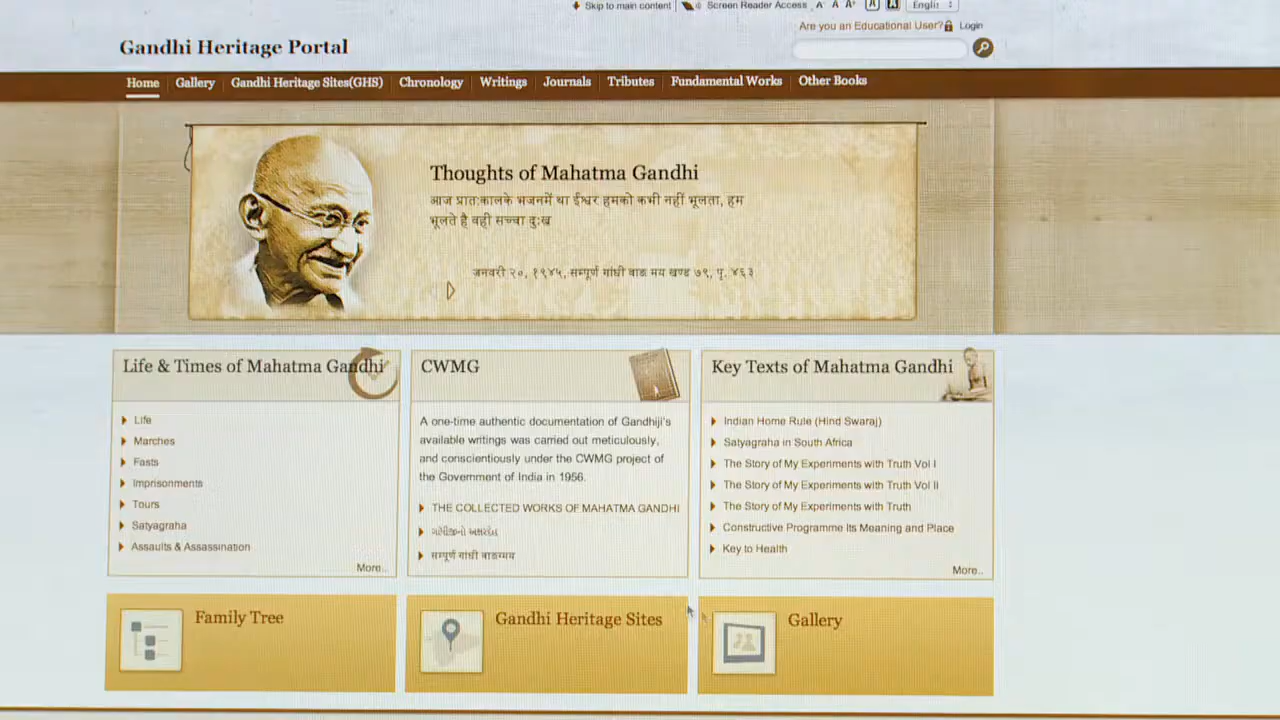 Skip to main content
Screen Reader Access
A- A A+ A A
Englis
Are you an Educational User?
Login
Gandhi Heritage Portal
Home
Gallery
Gandhi Heritage Sites(GHS)
Chronology
Writings
Journals
Tributes
Fundamental Works
Other Books
Thoughts of Mahatma Gandhi
आज प्रात:कालके भजनमें था ईश्वर हमको कभी नहीं भूलता, हम
भूलते है वही सच्चा दु:ख
जनवरी २०, १९४५, सम्पूर्ण गांधी वाङ मय खण्ड ७९, पृ. ४६३
Life & Times of Mahatma Gandhi
Life
Marches
Fasts
Imprisonments
Tours
Satyagraha
Assaults & Assassination
More..
CWMG
A one-time authentic documentation of Gandhiji's
available writings was carried out meticulously,
and conscientiously under the CWMG project of
the Government of India in 1956.
THE COLLECTED WORKS OF MAHATMA GANDHI
ગાંધીજીનો અક્ષરદેહ
सम्पूर्ण गांधी वाङ्मय
Key Texts of Mahatma Gandhi
Indian Home Rule (Hind Swaraj)
Satyagraha in South Africa
The Story of My Experiments with Truth Vol I
The Story of My Experiments with Truth Vol II
The Story of My Experiments with Truth
Constructive Programme Its Meaning and Place
Key to Health
More..
Family Tree
Gandhi Heritage Sites
Gallery